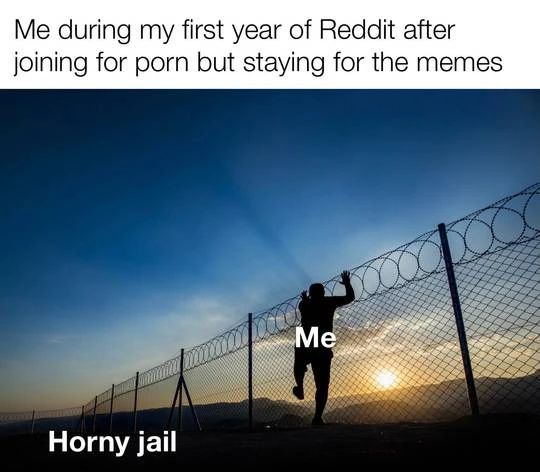 Me during my first year of Reddit after
joining for porn but staying for the memes
Me
Horny jail